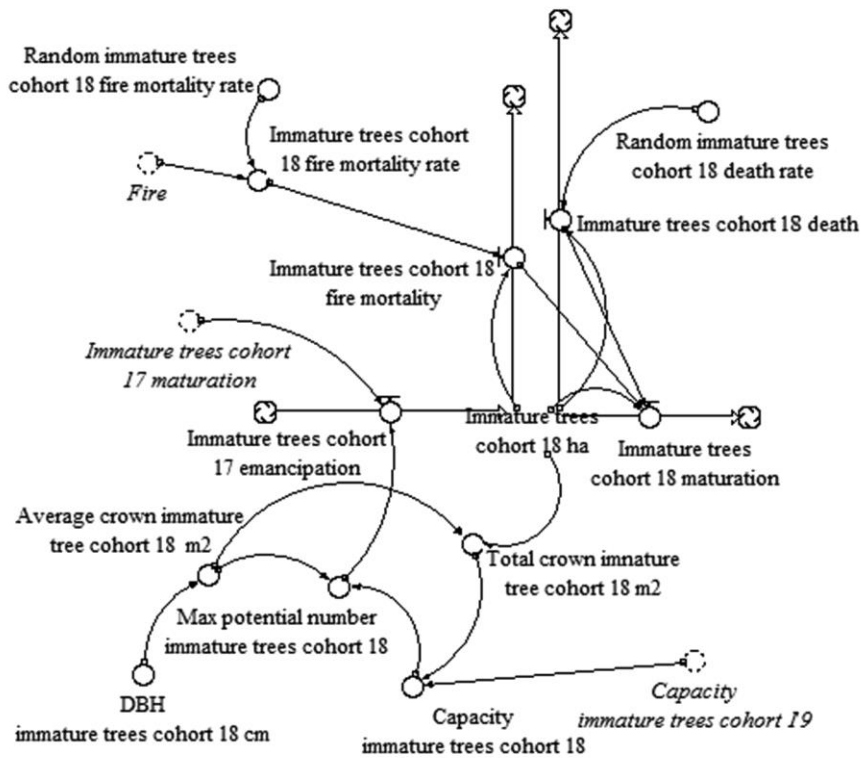 Random immature trees
cohort 18 fire mortality rate
Immature trees cohort
18 fire mortality rate
Random immature trees
cohort 18 death rate
Fire
Immature trees cohort 18 death
Immature trees cohort 18
fire mortality
Immature trees cohort
17 maturation
Immature trees
cohort 18 ha
Immature trees cohort
17 emancipation
Immature trees
cohort 18 maturation
Average crown immature
tree cohort 18 m2
Total crown imnature
tree cohort 18 m2
Max potential number
immature trees cohort 18
DBH
immature trees cohort 18 cm
Capacity
immature trees cohort 18
Capacity
immature trees cohort 19